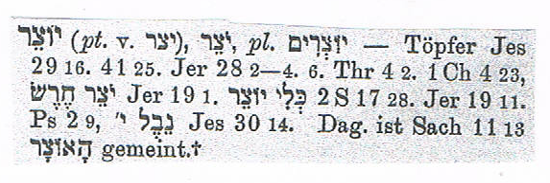 יוֹצֵר (pt. v. יצר), יֹצֵר, pl. יוֹצְרִים — Töpfer Jes
29 16. 41 25. Jer 28 2—4. 6. Thr 4 2. 1 Ch 4 23,
יֹצֵר חֶרֶשׂ Jer 19 1. כְּלֵי יוֹצֵר 2 S 17 28. Jer 19 11.
Ps 2 9, נֵבֶל י׳ Jes 30 14. Dag. ist Sach 11 13
הָאוֹצָר gemeint.†